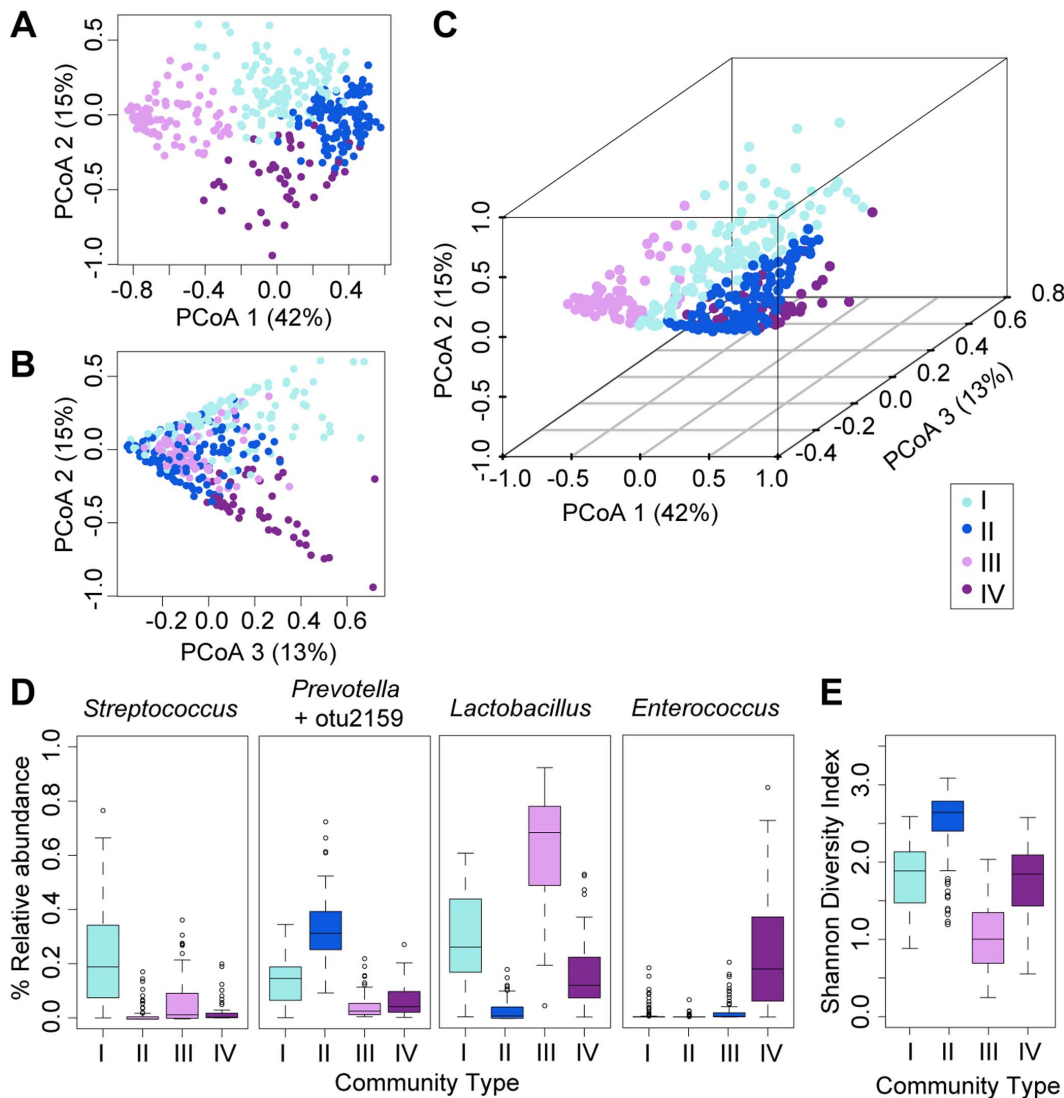 A
0.5
0.0
-0.5
-1.0
PCoA 2 (15%)
-0.8
-0.4
0.0
0.4
PCoA 1 (42%)
B
0.5
0.0
-0.5
-1.0
PCoA 2 (15%)
-0.2
0.0
0.2
0.4
0.6
PCoA 3 (13%)
C
1.0
0.5
0.0
-0.5
-1.0
PCoA 2 (15%)
-1.0
-0.5
0.0
0.5
1.0
PCoA 1 (42%)
-0.4
-0.2
0.0
0.2
0.4
0.6
0.8
PCoA 3 (13%)
I
II
III
IV
D
Streptococcus
Prevotella
+ otu2159
Lactobacillus
Enterococcus
% Relative abundance
1.0
0.8
0.6
0.4
0.2
0.0
I II III IV
I II III IV
I II III IV
I II III IV
Community Type
E
Shannon Diversity Index
3.0
2.0
1.0
0.0
I II III IV
Community Type